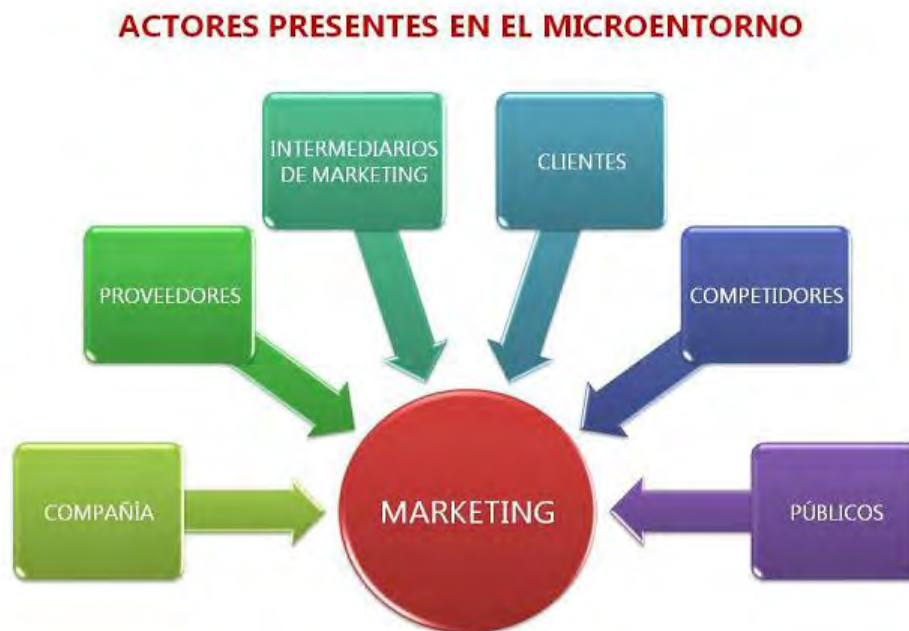 ACTORES PRESENTES EN EL MICROENTORNO
INTERMEDIARIOS
DE MARKETING
CLIENTES
PROVEEDORES
COMPETIDORES
COMPAÑÍA
MARKETING
PÚBLICOS